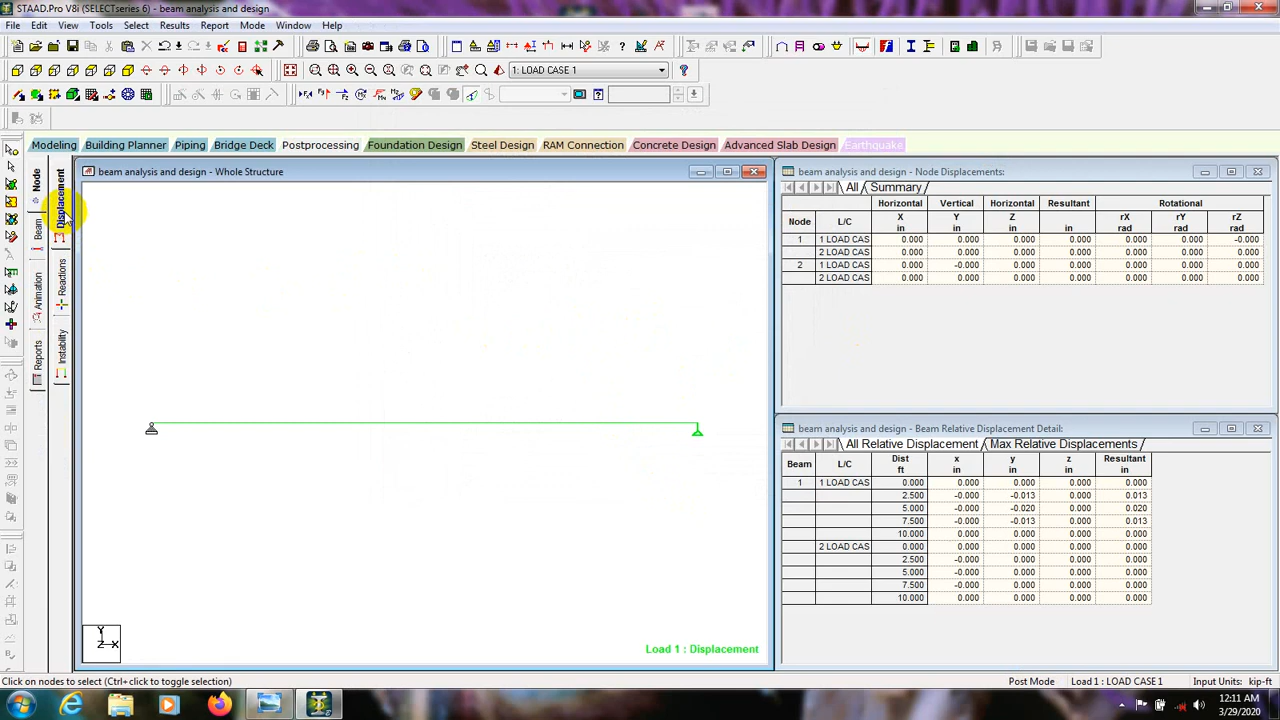 STAAD.Pro V8i (SELECTseries 6) - beam analysis and design
File Edit View Tools Select Results Report Mode Window Help
1: LOAD CASE 1
Modeling Building Planner Piping Bridge Deck Postprocessing Foundation Design Steel Design RAM Connection Concrete Design Advanced Slab Design Earthquake
Node
Beam
Animation
Reports
Displacement
Reactions
Instability
beam analysis and design - Whole Structure
Y
Z X
Load 1 : Displacement
beam analysis and design - Node Displacements:
All Summary
Horizontal Vertical Horizontal Resultant Rotational
Node L/C X in Y in Z in in rX rad rY rad rZ rad
1 1 LOAD CAS 0.000 0.000 0.000 0.000 0.000 0.000 -0.000
2 LOAD CAS 0.000 0.000 0.000 0.000 0.000 0.000 0.000
2 1 LOAD CAS 0.000 -0.000 0.000 0.000 0.000 0.000 0.000
2 LOAD CAS 0.000 0.000 0.000 0.000 0.000 0.000 0.000
beam analysis and design - Beam Relative Displacement Detail:
All Relative Displacement Max Relative Displacements
Beam L/C Dist ft x in y in z in Resultant in
1 1 LOAD CAS 0.000 0.000 0.000 0.000 0.000
2.500 -0.000 -0.013 0.000 0.013
5.000 -0.000 -0.020 0.000 0.020
7.500 -0.000 -0.013 0.000 0.013
10.000 0.000 0.000 0.000 0.000
2 LOAD CAS 0.000 0.000 0.000 0.000 0.000
2.500 -0.000 0.000 0.000 0.000
5.000 -0.000 0.000 0.000 0.000
7.500 -0.000 0.000 0.000 0.000
10.000 0.000 0.000 0.000 0.000
Click on nodes to select (Ctrl+click to toggle selection)
Post Mode Load 1 : LOAD CASE 1 Input Units: kip-ft
12:11 AM
3/29/2020